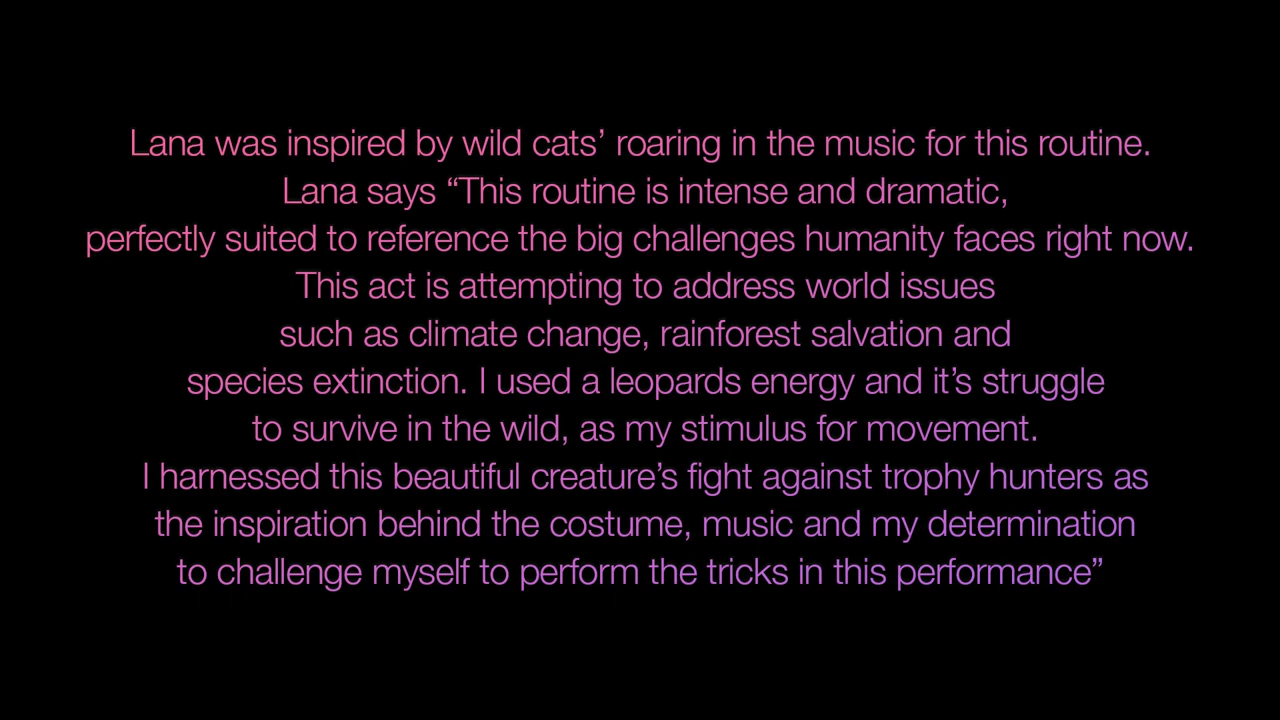 Lana was inspired by wild cats’ roaring in the music for this routine.
Lana says “This routine is intense and dramatic,
perfectly suited to reference the big challenges humanity faces right now.
This act is attempting to address world issues
such as climate change, rainforest salvation and
species extinction. I used a leopards energy and it’s struggle
to survive in the wild, as my stimulus for movement.
I harnessed this beautiful creature’s fight against trophy hunters as
the inspiration behind the costume, music and my determination
to challenge myself to perform the tricks in this performance”